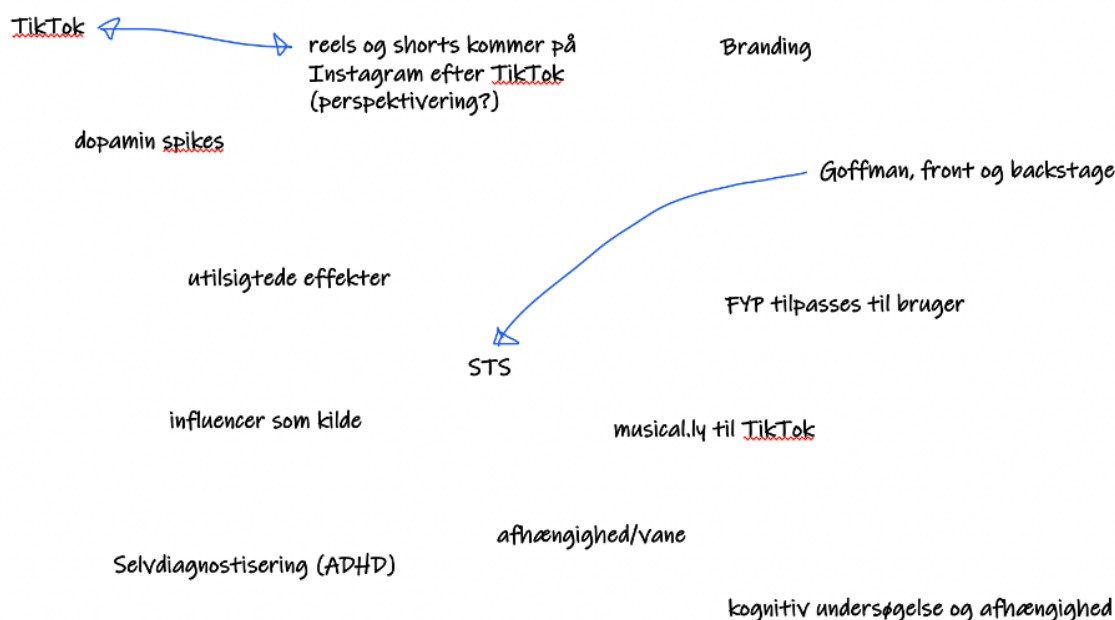 TikTok
reels og shorts kommer på
Instagram efter TikTok
(perspektivering?)
Branding
dopamin spikes
Goffman, front og backstage
utilsigtede effekter
FYP tilpasses til bruger
STS
influencer som kilde
musical.ly til TikTok
afhængighed/vane
Selvdiagnostisering (ADHD)
kognitiv undersøgelse og afhængighed